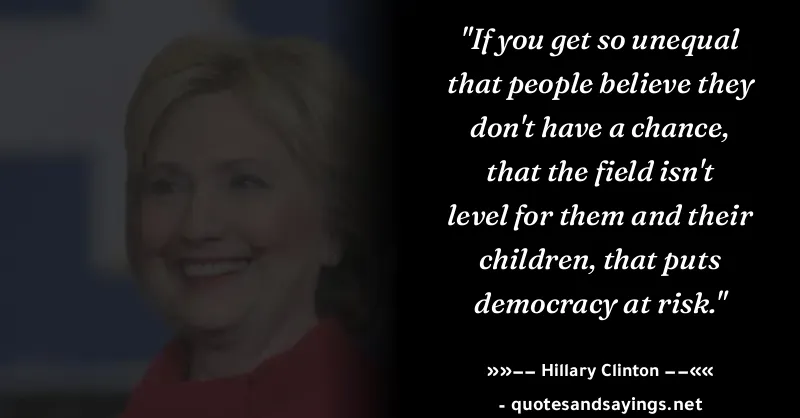 "If you get so unequal
that people believe they
don't have a chance,
that the field isn't
level for them and their
children, that puts
democracy at risk."
»»–– Hillary Clinton ––««
- quotesandsayings.net